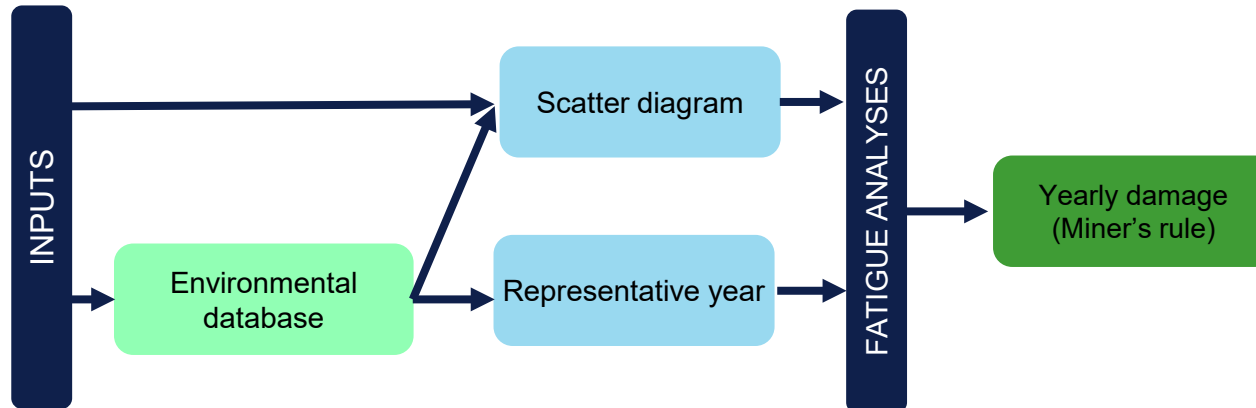 INPUTS
Scatter diagram
Environmental
database
Representative year
FATIGUE ANALYSES
Yearly damage
(Miner’s rule)